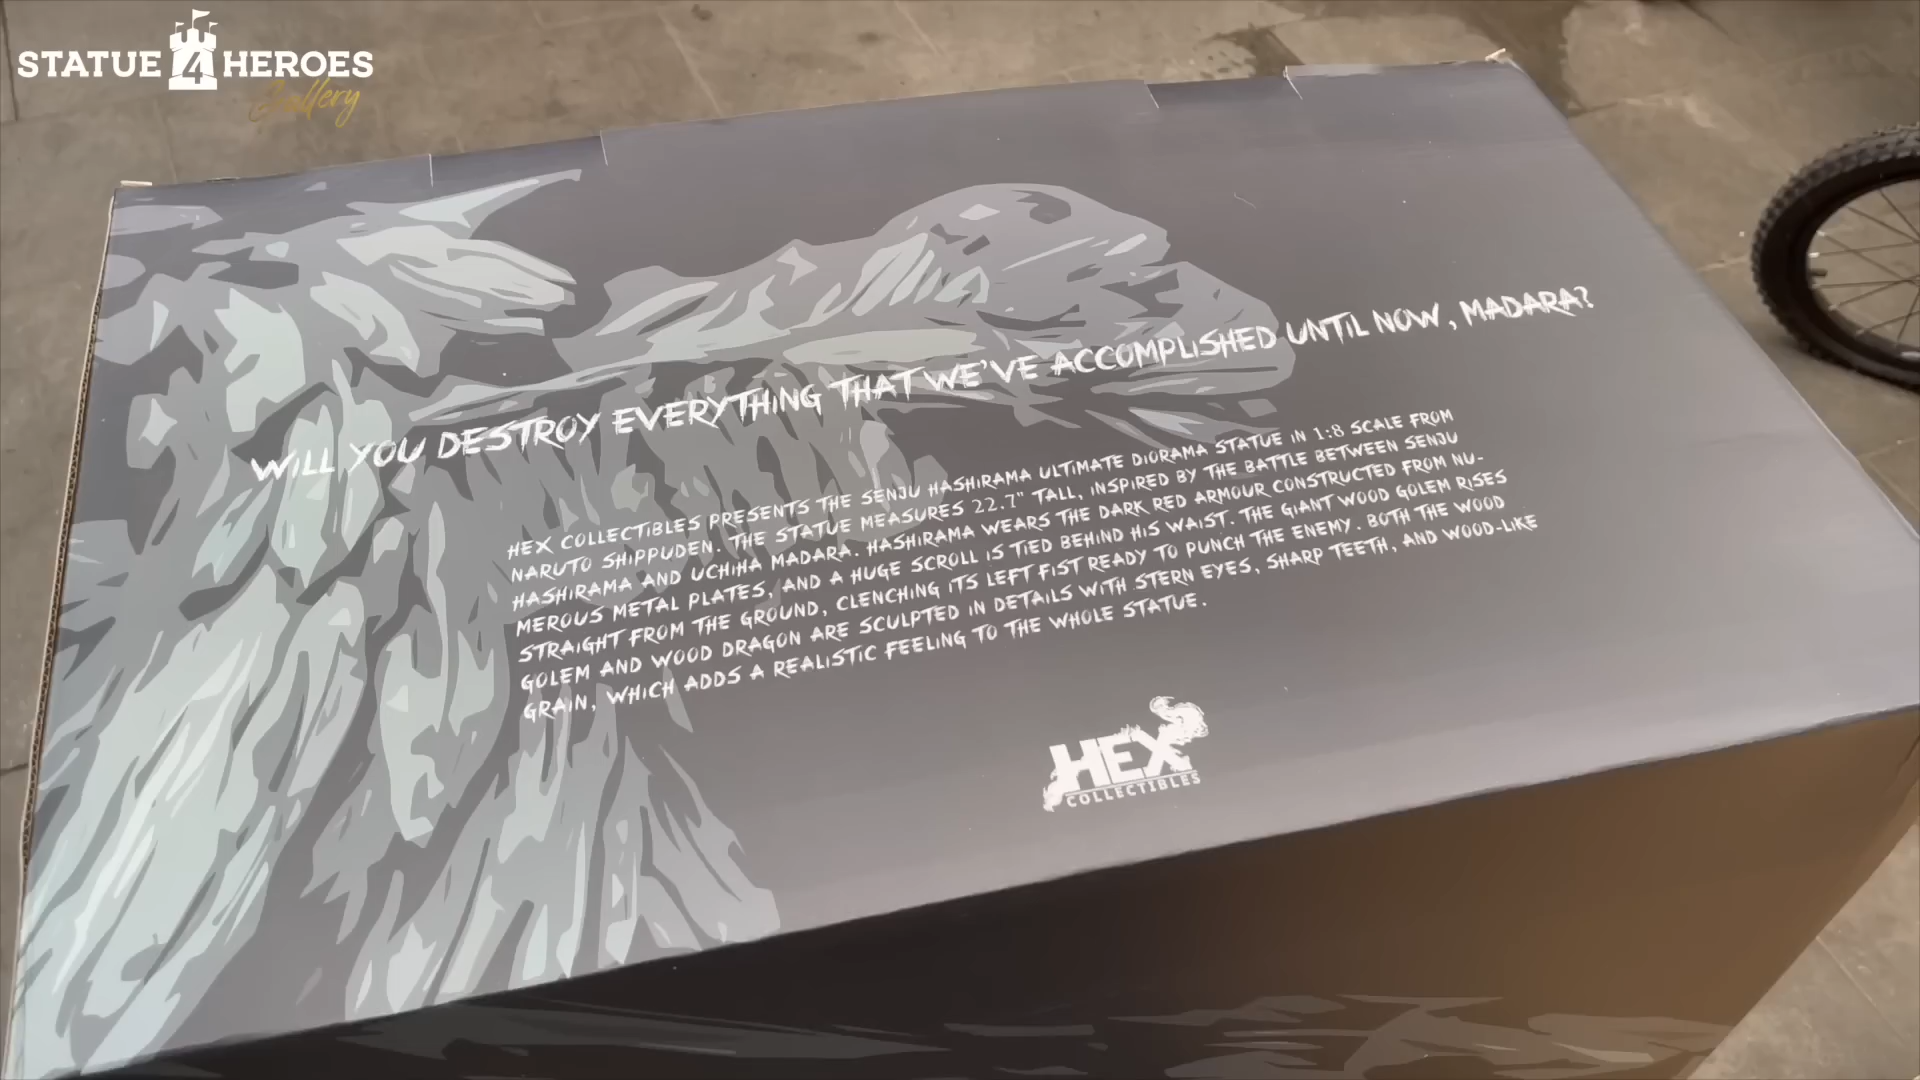 STATUE 4 HEROES
Gallery
WILL YOU DESTROY EVERYTHING THAT WE'VE ACCOMPLISHED UNTIL NOW, MADARA?
HEX COLLECTIBLES PRESENTS THE SENJU HASHIRAMA ULTIMATE DIORAMA STATUE IN 1:8 SCALE FROM
NARUTO SHIPPUDEN. THE STATUE MEASURES 22.7" TALL, INSPIRED BY THE BATTLE BETWEEN SENJU
HASHIRAMA AND UCHIHA MADARA. HASHIRAMA WEARS THE DARK RED ARMOUR CONSTRUCTED FROM NU-
MEROUS METAL PLATES, AND A HUGE SCROLL IS TIED BEHIND HIS WAIST. THE GIANT WOOD GOLEM RISES
STRAIGHT FROM THE GROUND, CLENCHING ITS LEFT FIST READY TO PUNCH THE ENEMY. BOTH THE WOOD
GOLEM AND WOOD DRAGON ARE SCULPTED IN DETAILS WITH STERN EYES, SHARP TEETH, AND WOOD-LIKE
GRAIN, WHICH ADDS A REALISTIC FEELING TO THE WHOLE STATUE.
HEX
COLLECTIBLES